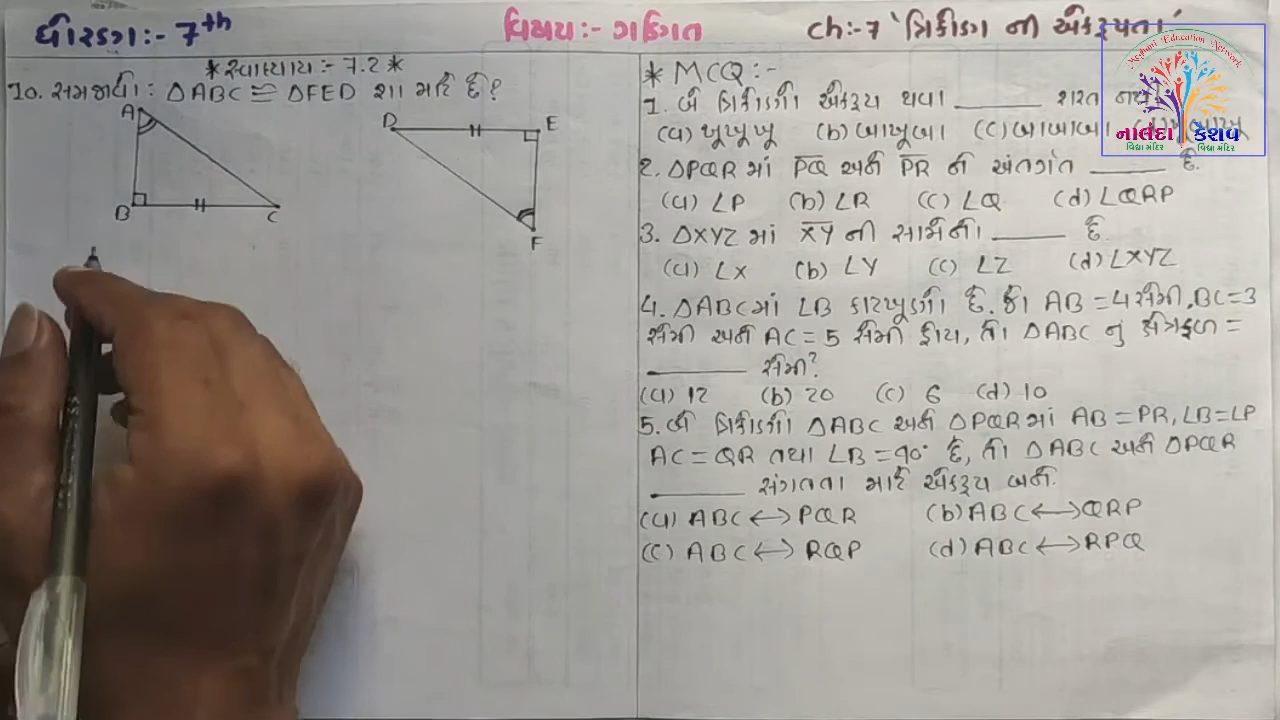 ધોરણ:- 7th વિષય:- ગણિત Ch:-7 'ત્રિકોણ ની એકરૂપતા'
Meghani Education Network
નાલંદા કશપ
વિદ્યા મંદિર વિદ્યા મંદિર
* સ્વાધ્યાય:- 7.2 *
10. સમજાવો: △ABC ≅ △FED શા માટે છે?
A
B
C
D
E
F
* MCQ:-
1. બે ત્રિકોણો એકરૂપ થવા ______ શરત નથી
(a) ખૂખૂખૂ (b) બાખૂબા (c) બાબાબા
2. △PQR માં PQ અને PR ને અંતર્ગત ______ છે.
(a) ∠P (b) ∠R (c) ∠Q (d) ∠QRP
3. △XYZ માં XY ની સામેનો ______ છે.
(a) ∠X (b) ∠Y (c) ∠Z (d) ∠XYZ
4. △ABC માં ∠B કાટખૂણો છે. જો AB = 4 સેમી, BC = 3
સેમી અને AC = 5 સેમી હોય, તો △ABC નું ક્ષેત્રફળ =
______ સેમી?
(a) 12 (b) 20 (c) 6 (d) 10
5. બે ત્રિકોણો △ABC અને △PQR માં AB = PR, ∠B = ∠P
AC = QR તથા ∠B = 90° છે, તો △ABC અને △PQR
______ સંગતતા માટે એકરૂપ બને.
(a) ABC ↔ PQR (b) ABC ↔ QRP
(c) ABC ↔ RQP (d) ABC ↔ RPQ